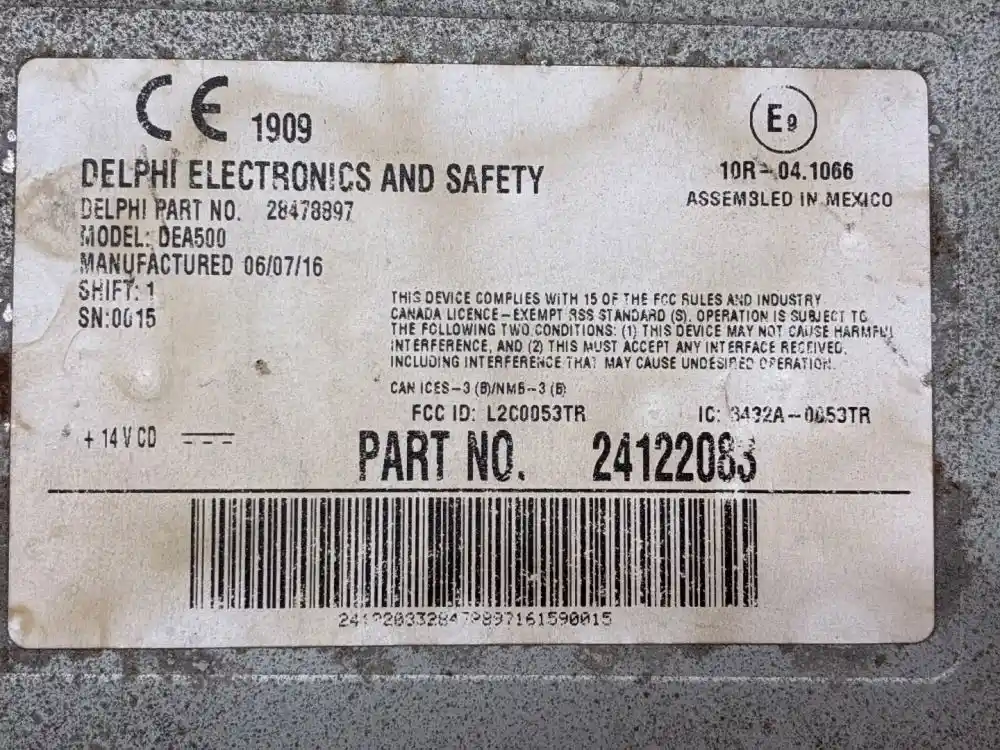 CE 1909
E9
DELPHI ELECTRONICS AND SAFETY
10R-04.1066
ASSEMBLED IN MEXICO
DELPHI PART NO. 28478897
MODEL: DEA500
MANUFACTURED 06/07/16
SHIFT: 1
SN:0015
THIS DEVICE COMPLIES WITH 15 OF THE FCC RULES AND INDUSTRY
CANADA LICENCE-EXEMPT RSS STANDARD (S). OPERATION IS SUBJECT TO
THE FOLLOWING TWO CONDITIONS: (1) THIS DEVICE MAY NOT CAUSE HARMFUL
INTERFERENCE, AND (2) THIS MUST ACCEPT ANY INTERFACE RECEIVED,
INCLUDING INTERFERENCE THAT MAY CAUSE UNDESIRED OPERATION.
CAN ICES-3 (B)/NMB-3 (B)
FCC ID: L2C0053TR
IC: 3432A-0053TR
+ 14 V CD
PART NO. 24122083